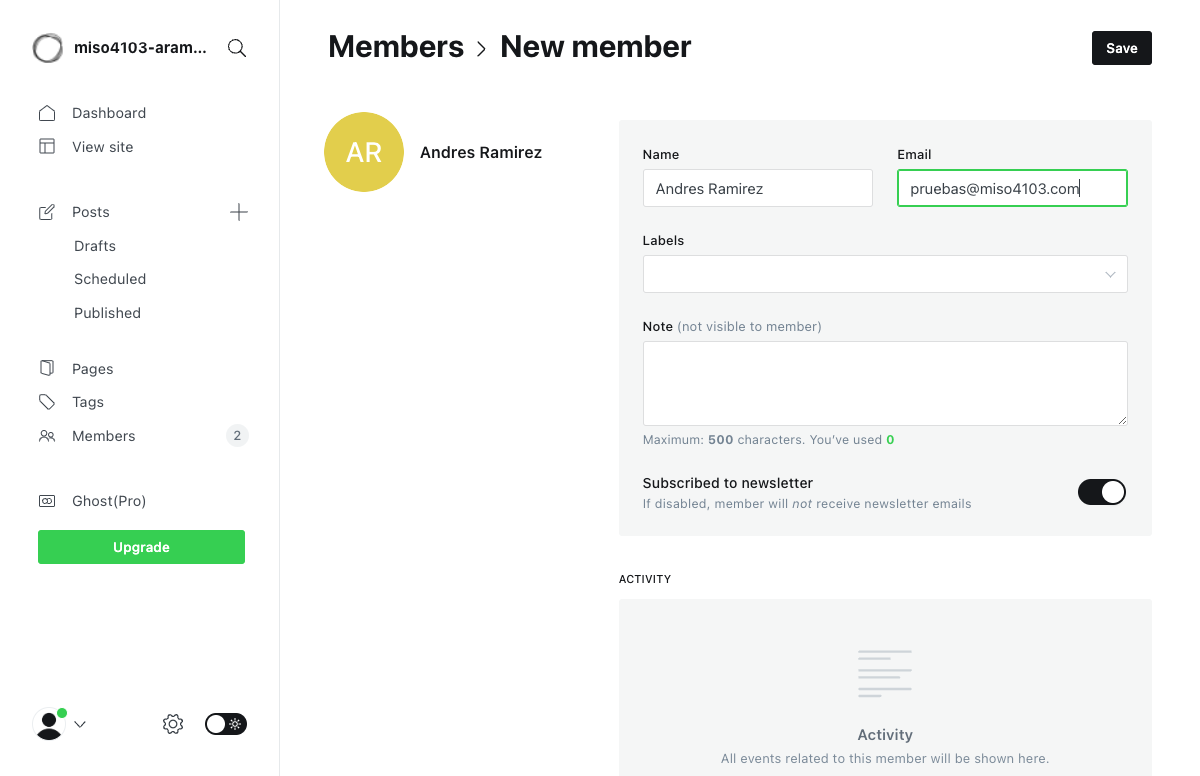 miso4103-aram...
Dashboard
View site
Posts
Drafts
Scheduled
Published
Pages
Tags
Members 2
Ghost(Pro)
Upgrade
Members > New member
Save
AR
Andres Ramirez
Name
Andres Ramirez
Email
pruebas@miso4103.com
Labels
Note (not visible to member)
Maximum: 500 characters. You’ve used 0
Subscribed to newsletter
If disabled, member will not receive newsletter emails
ACTIVITY
Activity
All events related to this member will be shown here.